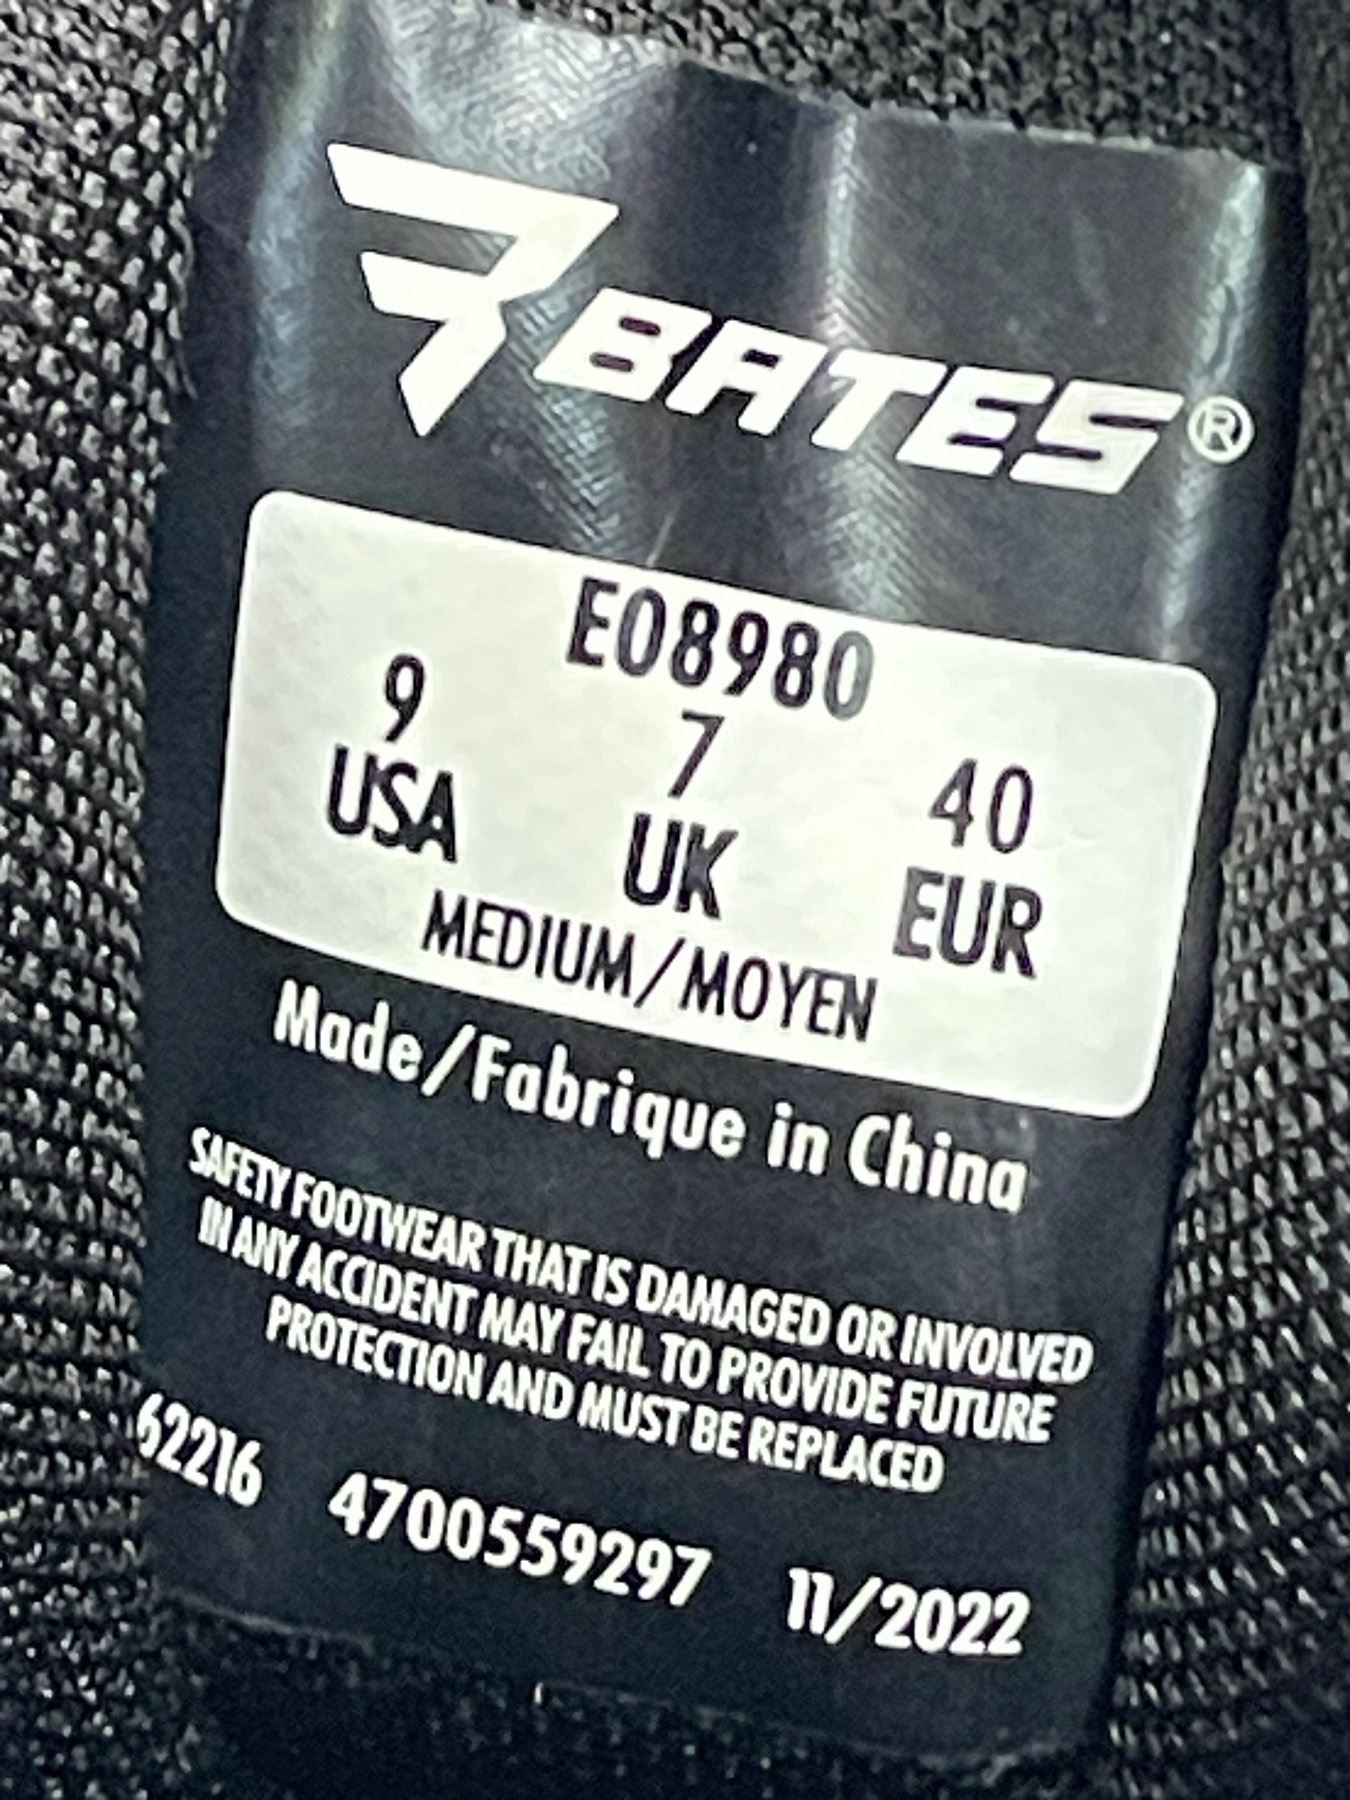 BATES®
E08980
9 7 40
USA UK EUR
MEDIUM/MOYEN
Made/Fabrique in China
SAFETY FOOTWEAR THAT IS DAMAGED OR INVOLVED
IN ANY ACCIDENT MAY FAIL TO PROVIDE FUTURE
PROTECTION AND MUST BE REPLACED
62216 4700559297 11/2022